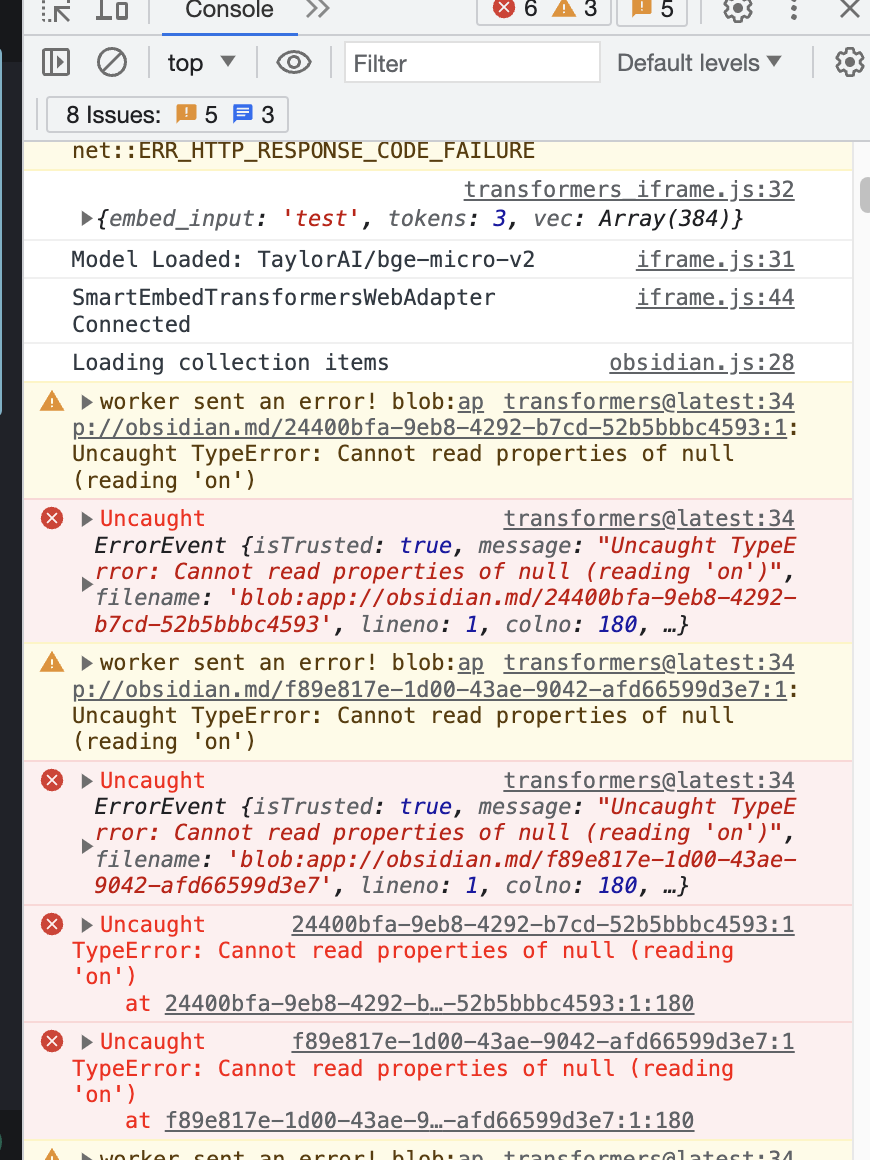 Console
6 3 5
top Filter Default levels
8 Issues: 5 3
net::ERR_HTTP_RESPONSE_CODE_FAILURE
transformers_iframe.js:32
{embed_input: 'test', tokens: 3, vec: Array(384)}
Model Loaded: TaylorAI/bge-micro-v2 iframe.js:31
SmartEmbedTransformersWebAdapter iframe.js:44
Connected
Loading collection items obsidian.js:28
worker sent an error! blob:ap transformers@latest:34
p://obsidian.md/24400bfa-9eb8-4292-b7cd-52b5bbbc4593:1:
Uncaught TypeError: Cannot read properties of null
(reading 'on')
Uncaught transformers@latest:34
ErrorEvent {isTrusted: true, message: "Uncaught TypeE
rror: Cannot read properties of null (reading 'on')",
filename: 'blob:app://obsidian.md/24400bfa-9eb8-4292-
b7cd-52b5bbbc4593', lineno: 1, colno: 180, …}
worker sent an error! blob:ap transformers@latest:34
p://obsidian.md/f89e817e-1d00-43ae-9042-afd66599d3e7:1:
Uncaught TypeError: Cannot read properties of null
(reading 'on')
Uncaught transformers@latest:34
ErrorEvent {isTrusted: true, message: "Uncaught TypeE
rror: Cannot read properties of null (reading 'on')",
filename: 'blob:app://obsidian.md/f89e817e-1d00-43ae-
9042-afd66599d3e7', lineno: 1, colno: 180, …}
Uncaught 24400bfa-9eb8-4292-b7cd-52b5bbbc4593:1
TypeError: Cannot read properties of null (reading
'on')
at 24400bfa-9eb8-4292-b…-52b5bbbc4593:1:180
Uncaught f89e817e-1d00-43ae-9042-afd66599d3e7:1
TypeError: Cannot read properties of null (reading
'on')
at f89e817e-1d00-43ae-9…-afd66599d3e7:1:180
worker sent an error! blob:ap transformers@latest:34